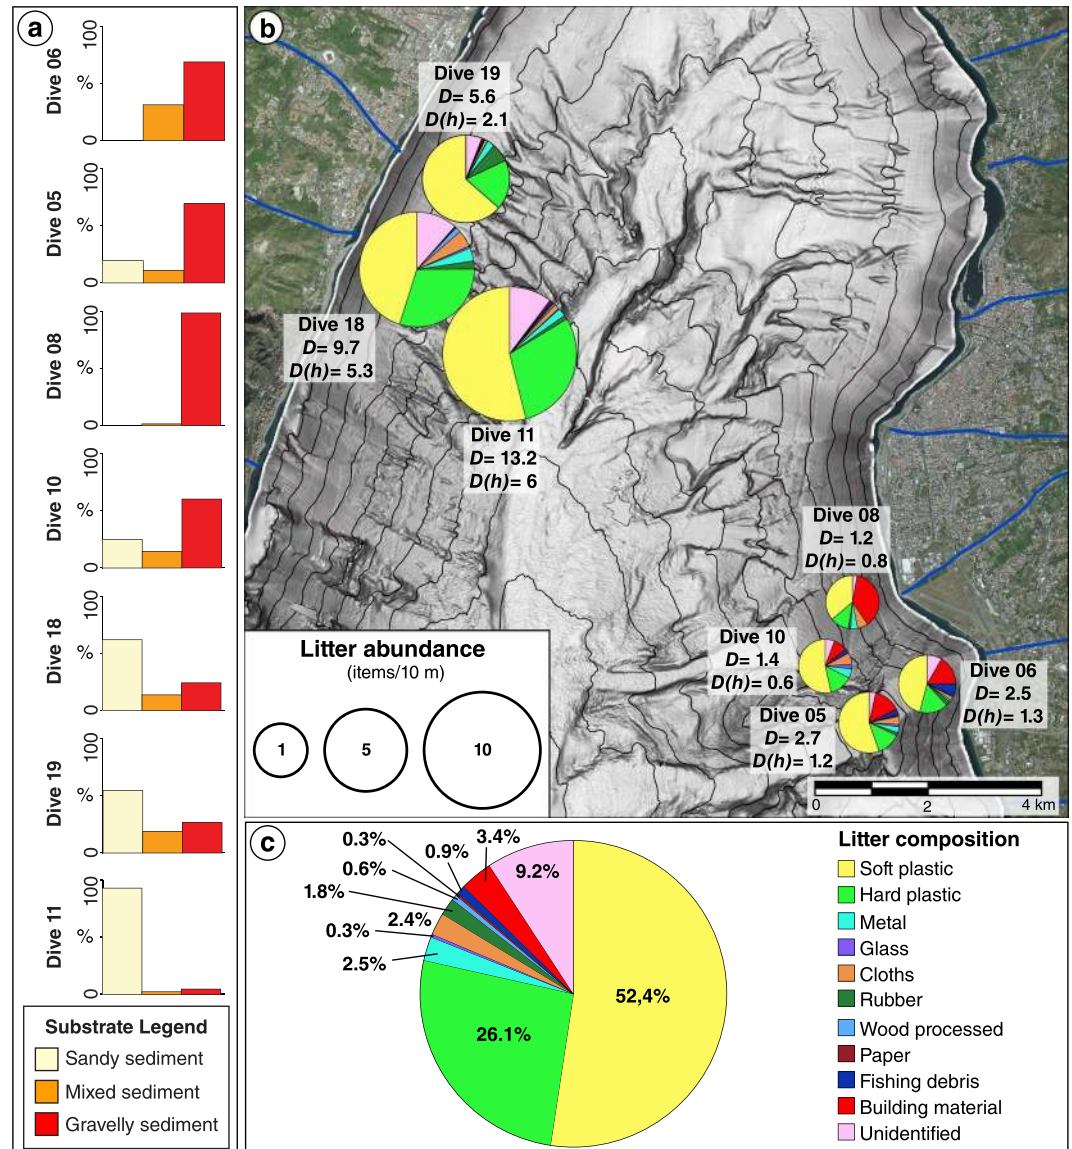 a
Dive 06
100
%
0
Dive 05
100
%
0
Dive 08
100
%
0
Dive 10
100
%
0
Dive 18
100
%
0
Dive 19
100
%
0
Dive 11
100
%
0
Substrate Legend
Sandy sediment
Mixed sediment
Gravelly sediment
b
Dive 19
D= 5.6
D(h)= 2.1
Dive 18
D= 9.7
D(h)= 5.3
Dive 11
D= 13.2
D(h)= 6
Dive 08
D= 1.2
D(h)= 0.8
Dive 10
D= 1.4
D(h)= 0.6
Dive 06
D= 2.5
D(h)= 1.3
Dive 05
D= 2.7
D(h)= 1.2
Litter abundance
(items/10 m)
1
5
10
0 2 4 km
c
0.3%
0.6%
1.8%
0.3%
2.5%
2.4%
0.9%
3.4%
9.2%
52,4%
26.1%
Litter composition
Soft plastic
Hard plastic
Metal
Glass
Cloths
Rubber
Wood processed
Paper
Fishing debris
Building material
Unidentified